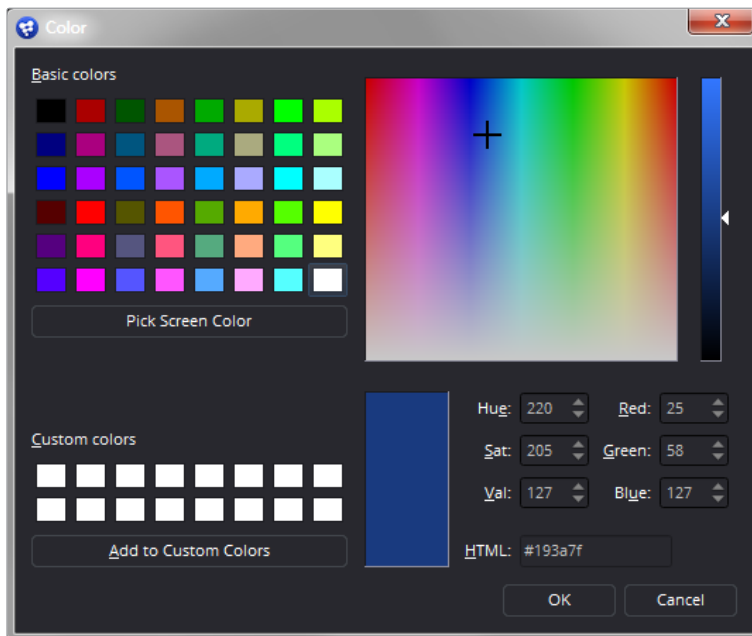 Color
Basic colors
Pick Screen Color
Custom colors
Add to Custom Colors
Hue: 220 Red: 25
Sat: 205 Green: 58
Val: 127 Blue: 127
HTML: #193a7f
OK Cancel